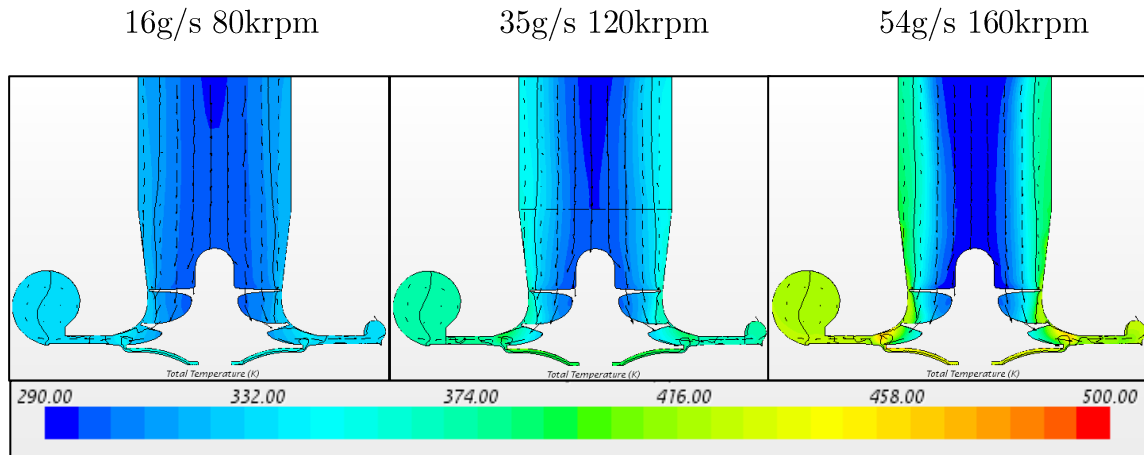 16g/s 80krpm 35g/s 120krpm 54g/s 160krpm
Total Temperature (K) Total Temperature (K) Total Temperature (K)
290.00 332.00 374.00 476.00 458.00 500.00